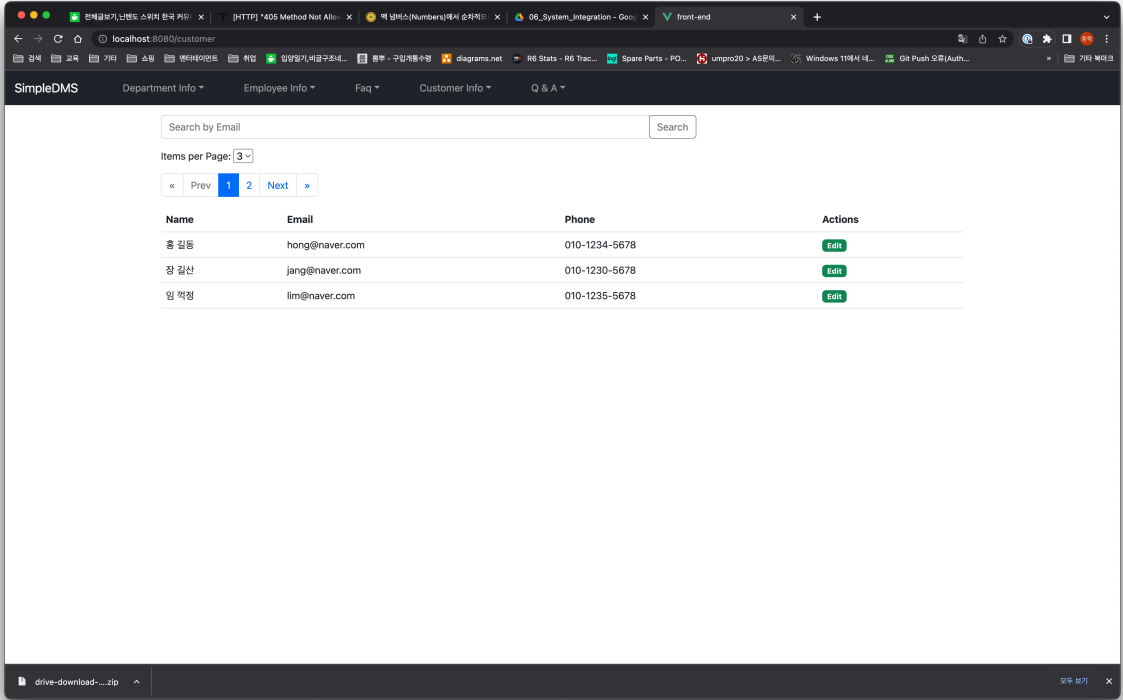 전체글보기,닌텐도 스위치 한국 커뮤니
[HTTP] "405 Method Not Allow
맥 넘버스(Numbers)에서 순차적으
06_System_Integration - Goog
front-end
localhost:8080/customer
검색 교육 기타 쇼핑 엔터테이먼트 취업 입양일기,비글구조네... 뽐뿌 - 구입개통수령 diagrams.net R6 Stats - R6 Trac... Spare Parts - PO... umpro20 > AS문의... Windows 11에서 네... Git Push 오류(Auth... » 기타 북마크
SimpleDMS Department Info Employee Info Faq Customer Info Q & A
Search by Email Search
Items per Page: 3
« Prev 1 2 Next »
Name Email Phone Actions
홍 길동 hong@naver.com 010-1234-5678 Edit
장 길산 jang@naver.com 010-1230-5678 Edit
임 꺽정 lim@naver.com 010-1235-5678 Edit
drive-download-....zip 모두 보기